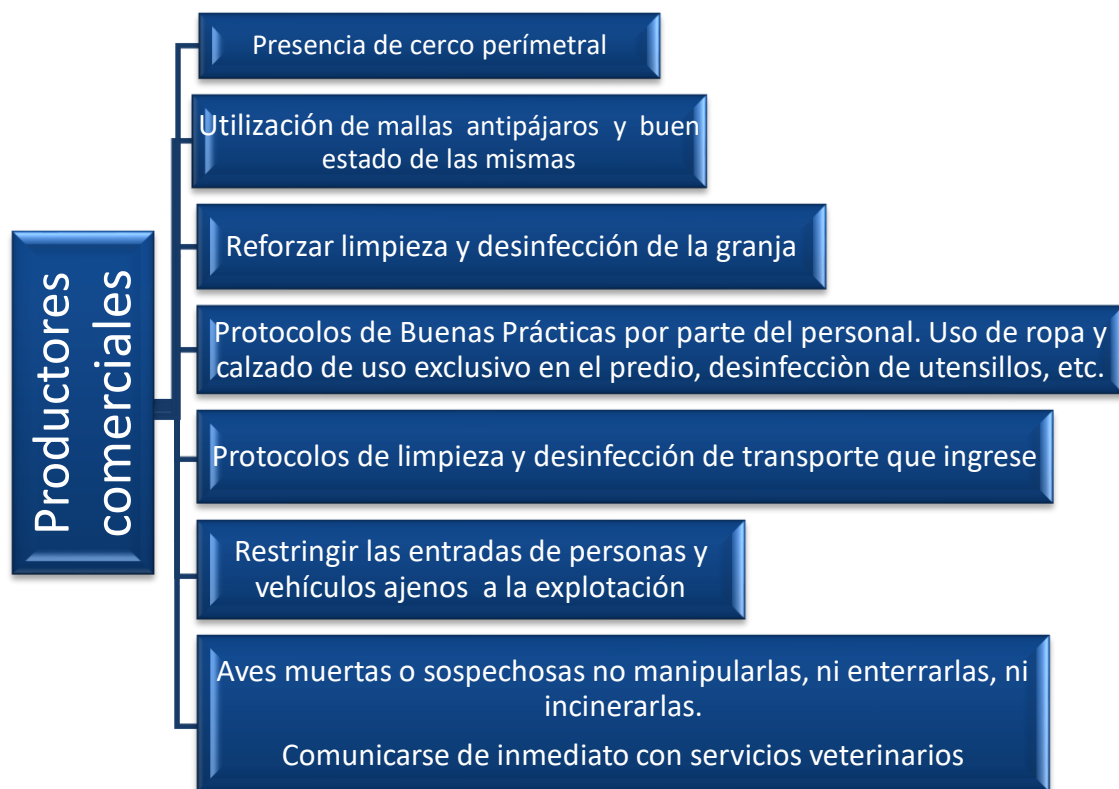 Productores
comerciales
Presencia de cerco perímetral
Utilización de mallas antipájaros y buen
estado de las mismas
Reforzar limpieza y desinfección de la granja
Protocolos de Buenas Prácticas por parte del personal. Uso de ropa y
calzado de uso exclusivo en el predio, desinfecciòn de utensillos, etc.
Protocolos de limpieza y desinfección de transporte que ingrese
Restringir las entradas de personas y
vehículos ajenos a la explotación
Aves muertas o sospechosas no manipularlas, ni enterrarlas, ni
incinerarlas.
Comunicarse de inmediato con servicios veterinarios